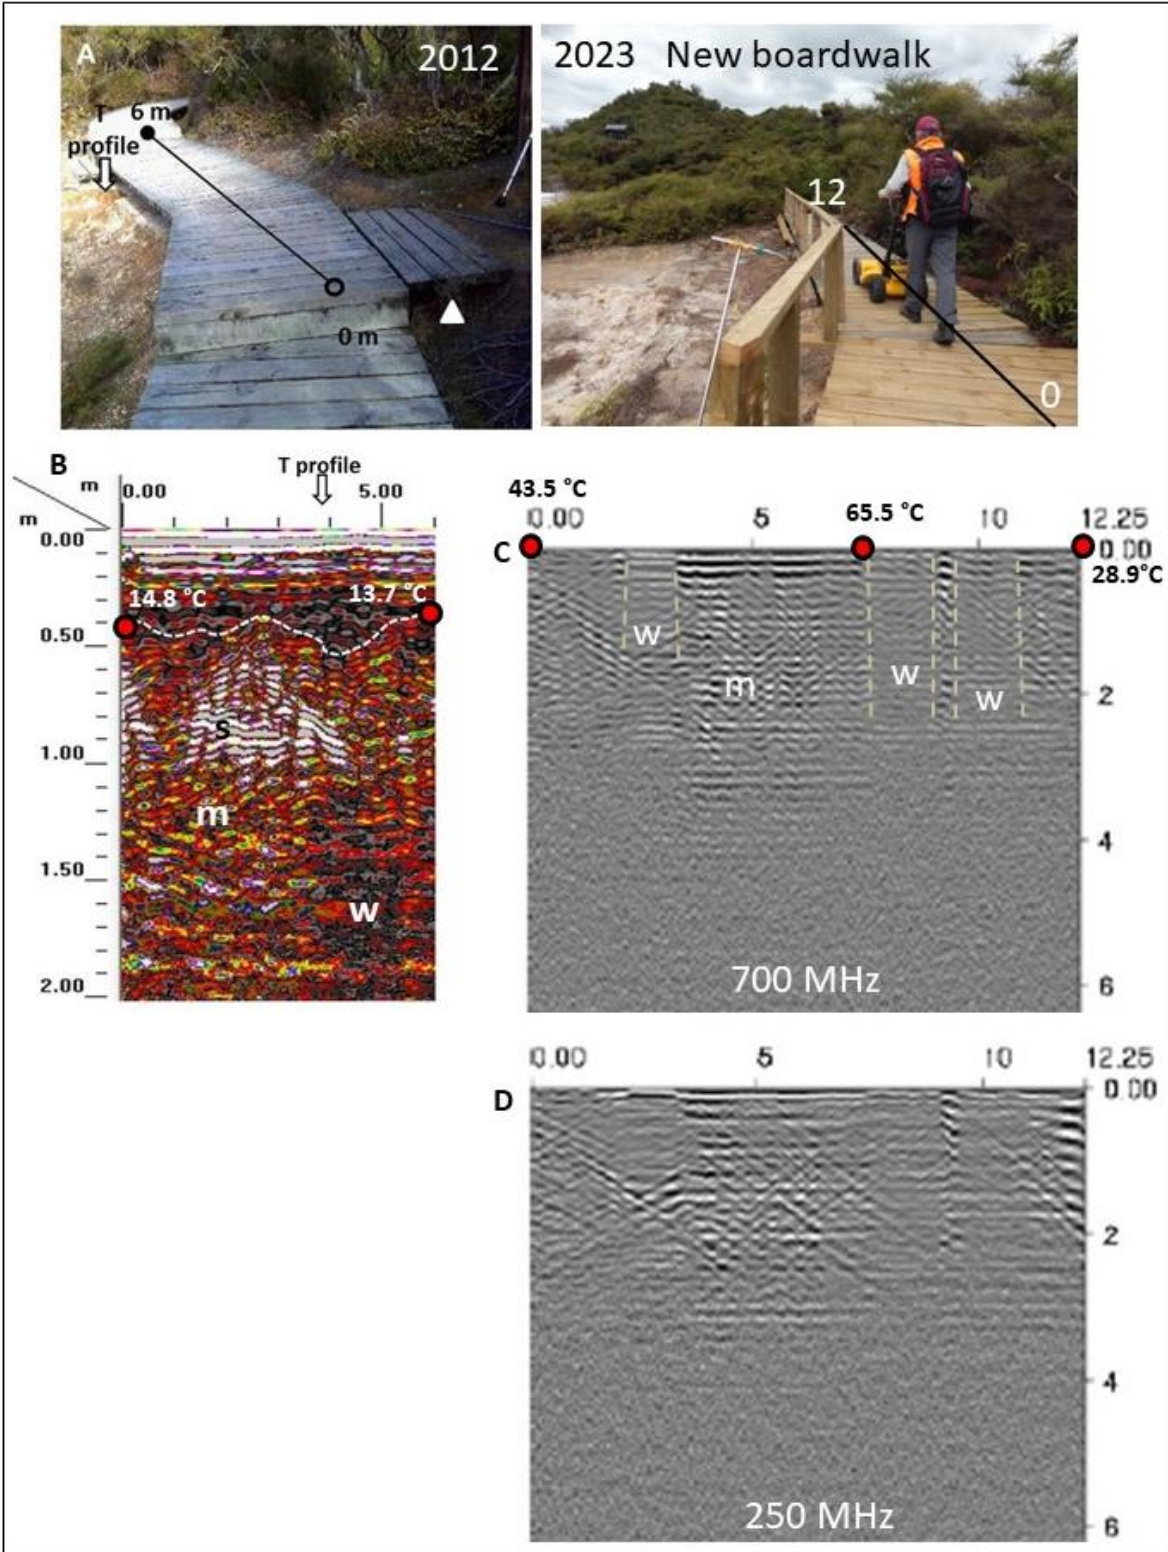 A
2012
T 6 m
profile
0 m
2023 New boardwalk
12
0
B
T profile
m
0.00 5.00
m
0.00
14.8 °C 13.7 °C
0.50
s
1.00
m
1.50
w
2.00
43.5 °C
65.5 °C
0.00 5 10 12.25
C
0.00
28.9°C
w
m
w
w
2
4
700 MHz
6
0.00 5 10 12.25
D
0.00
2
4
250 MHz
6